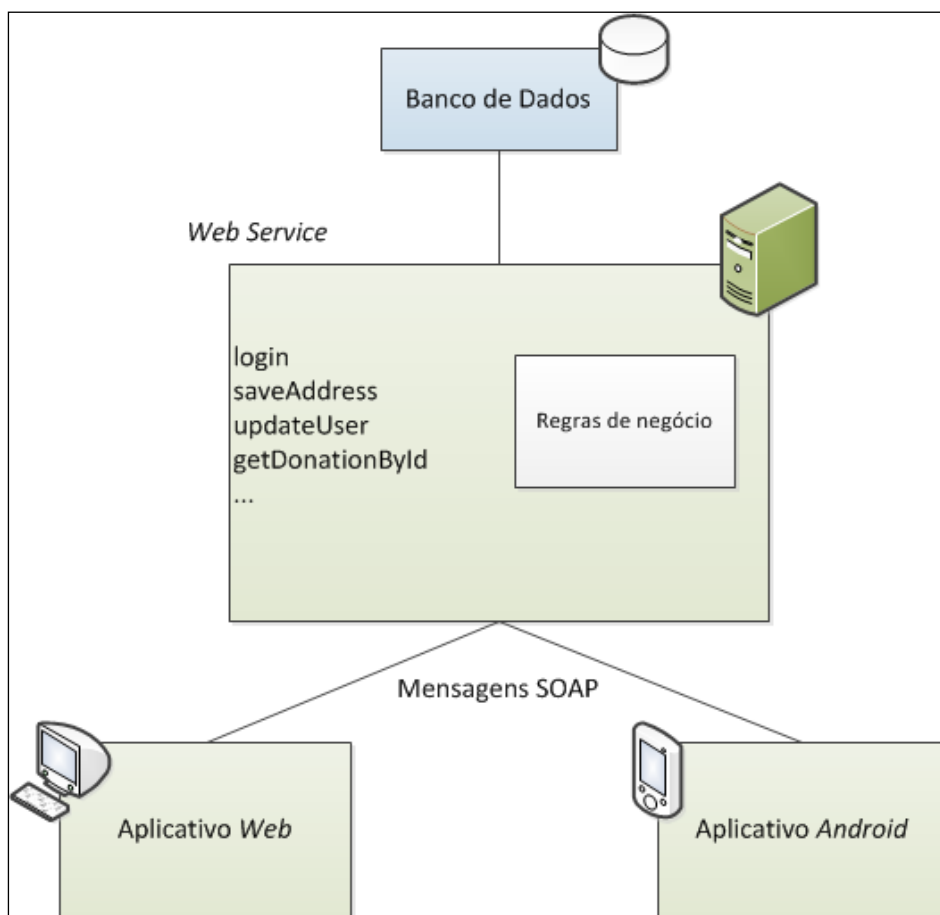 Banco de Dados
Web Service
login
saveAddress
updateUser
getDonationById
...
Regras de negócio
Mensagens SOAP
Aplicativo Web
Aplicativo Android